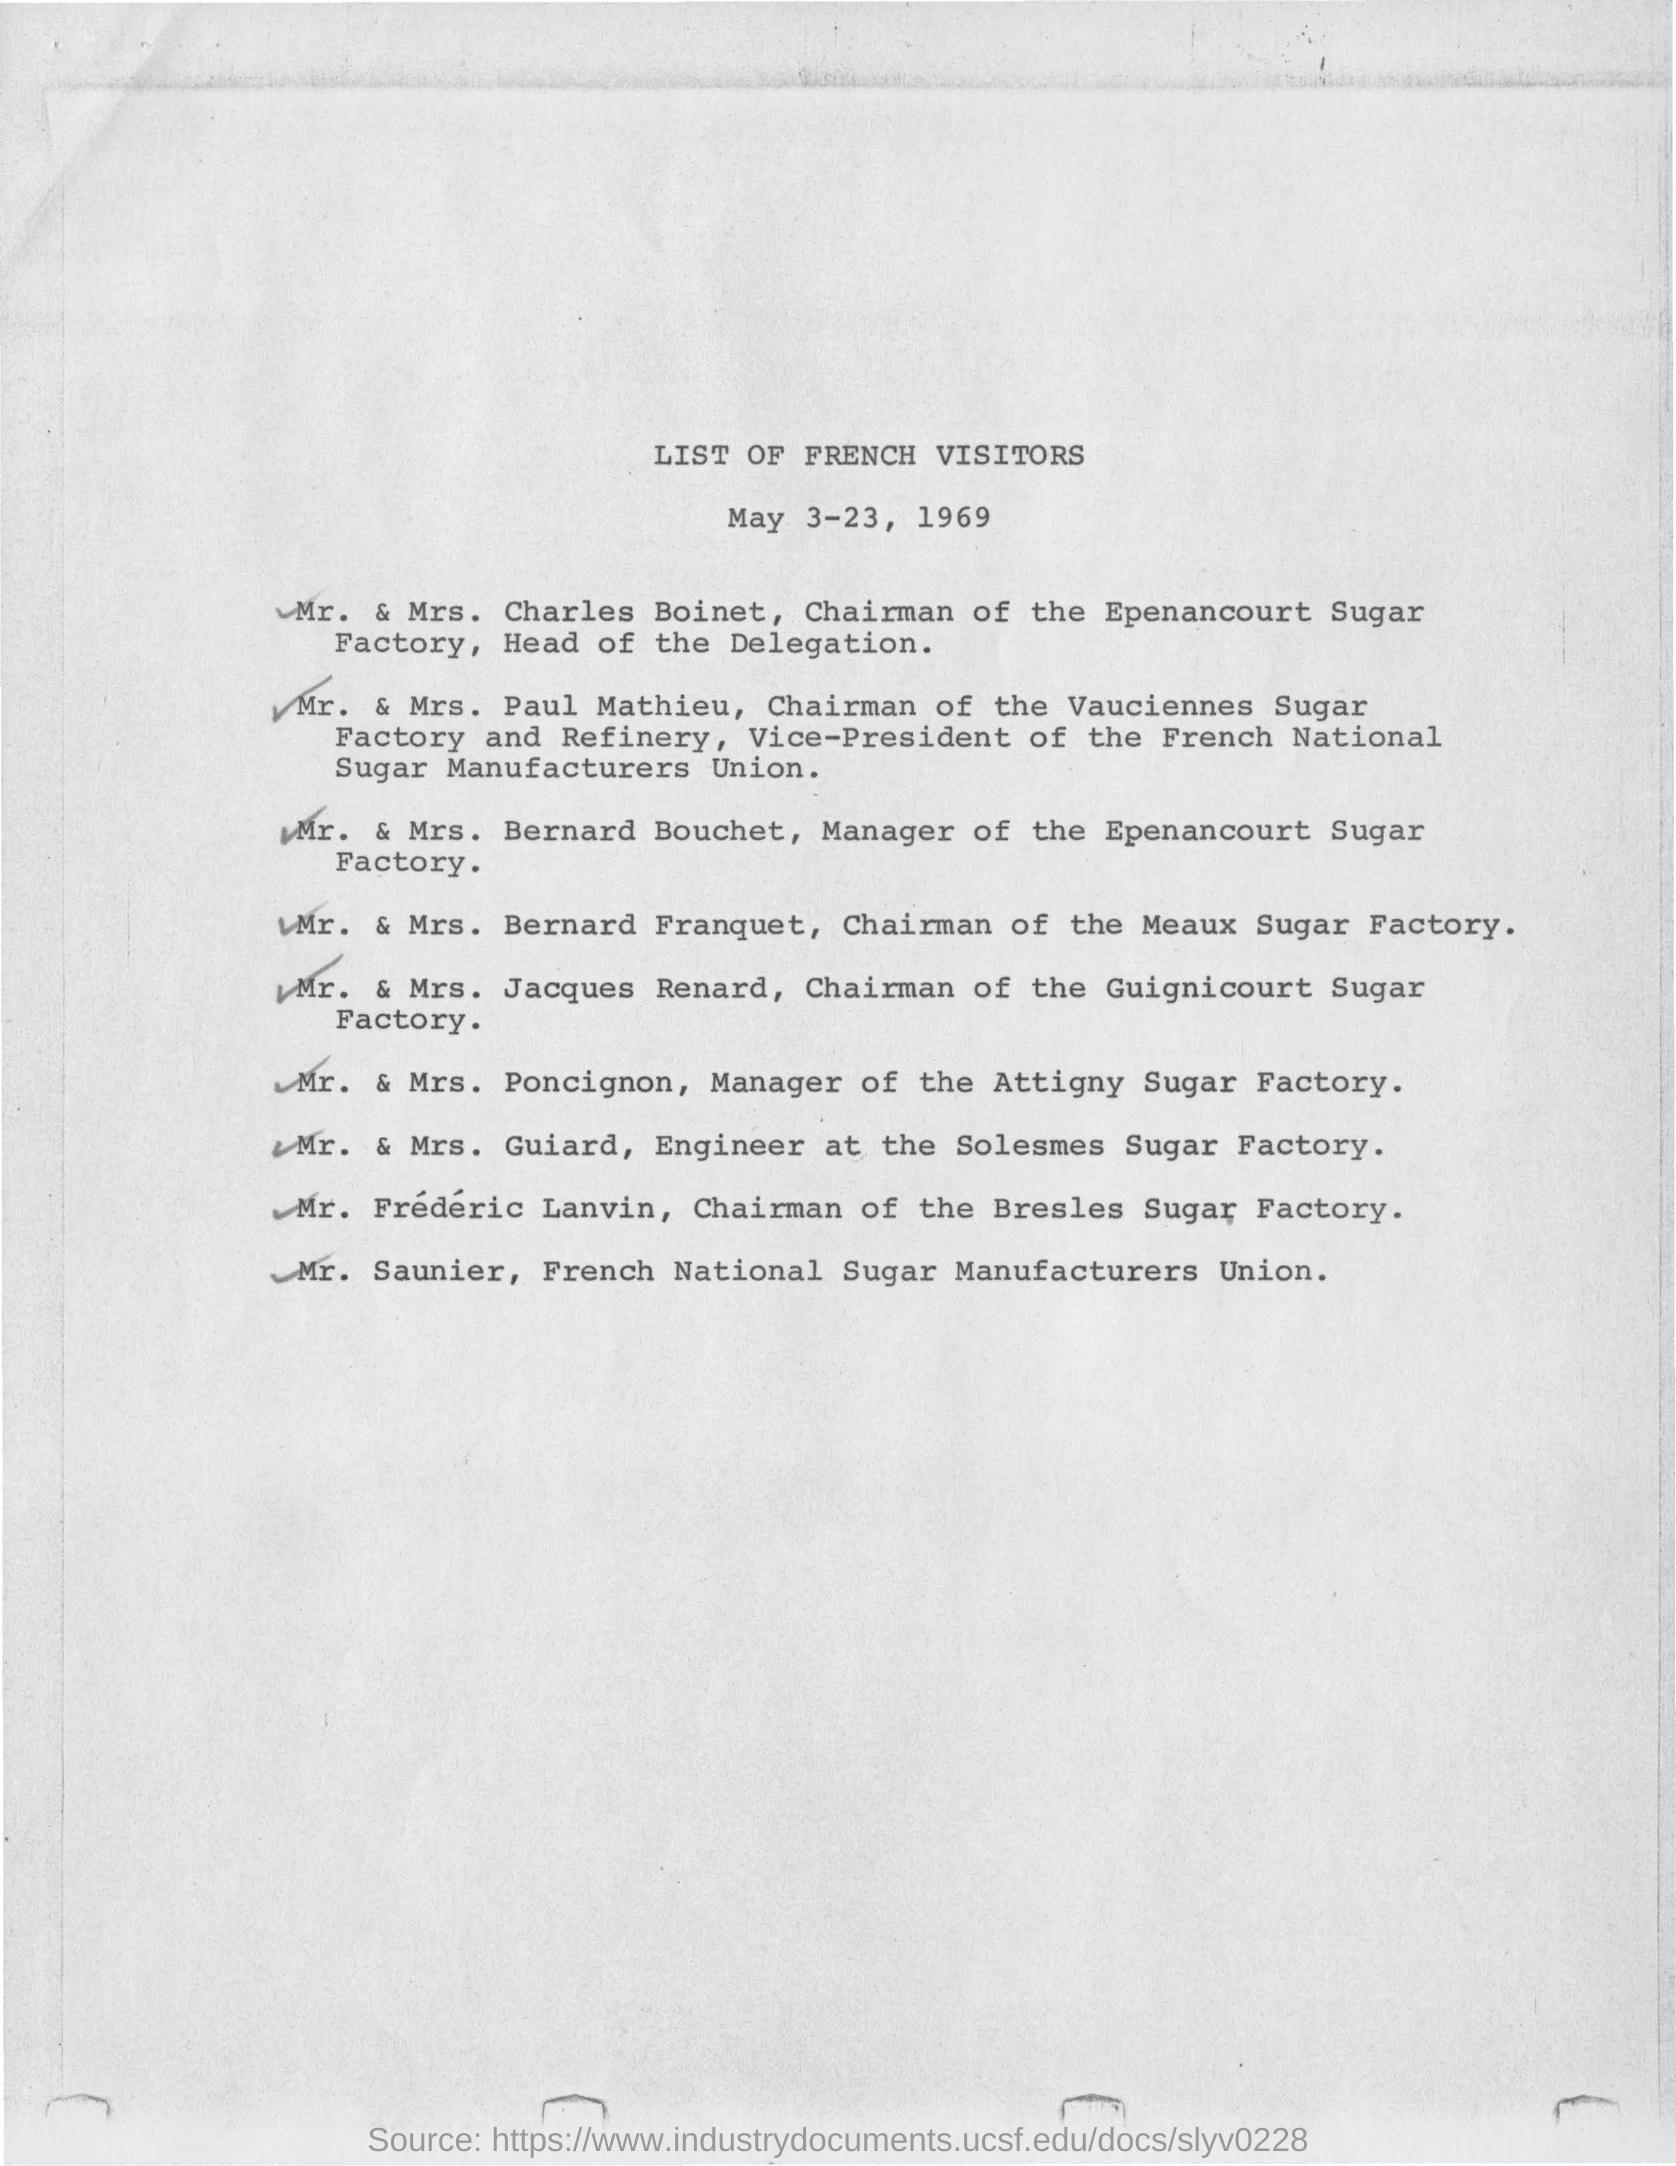 LIST OF FRENCH VISITORS
May 3-23, 1969
Mr. & Mrs. Charles Boinet, Chairman of the Epenancourt Sugar
Factory, Head of the Delegation.
Mr. & Mrs. Paul Mathieu, Chairman of the Vauciennes Sugar
Factory and Refinery, Vice-President of the French National
Sugar Manufacturers Union.
Mr. & Mrs. Bernard Bouchet, Manager of the Epenancourt Sugar
Factory.
Mr. & Mrs. Bernard Franquet, Chairman of the Meaux Sugar Factory.
Mr. & Mrs. Jacques Renard, Chairman of the Guignicourt Sugar
Factory.
Mr. & Mrs. Poncignon, Manager of the Attigny Sugar Factory.
Mr. & Mrs. Guiard, Engineer at the Solesmes Sugar Factory.
Mr. Frédéric Lanvin, Chairman of the Bresles Sugar Factory.
Mr. Saunier, French National Sugar Manufacturers Union.
Source: https://www.industrydocuments.ucsf.edu/docs/slyv0228